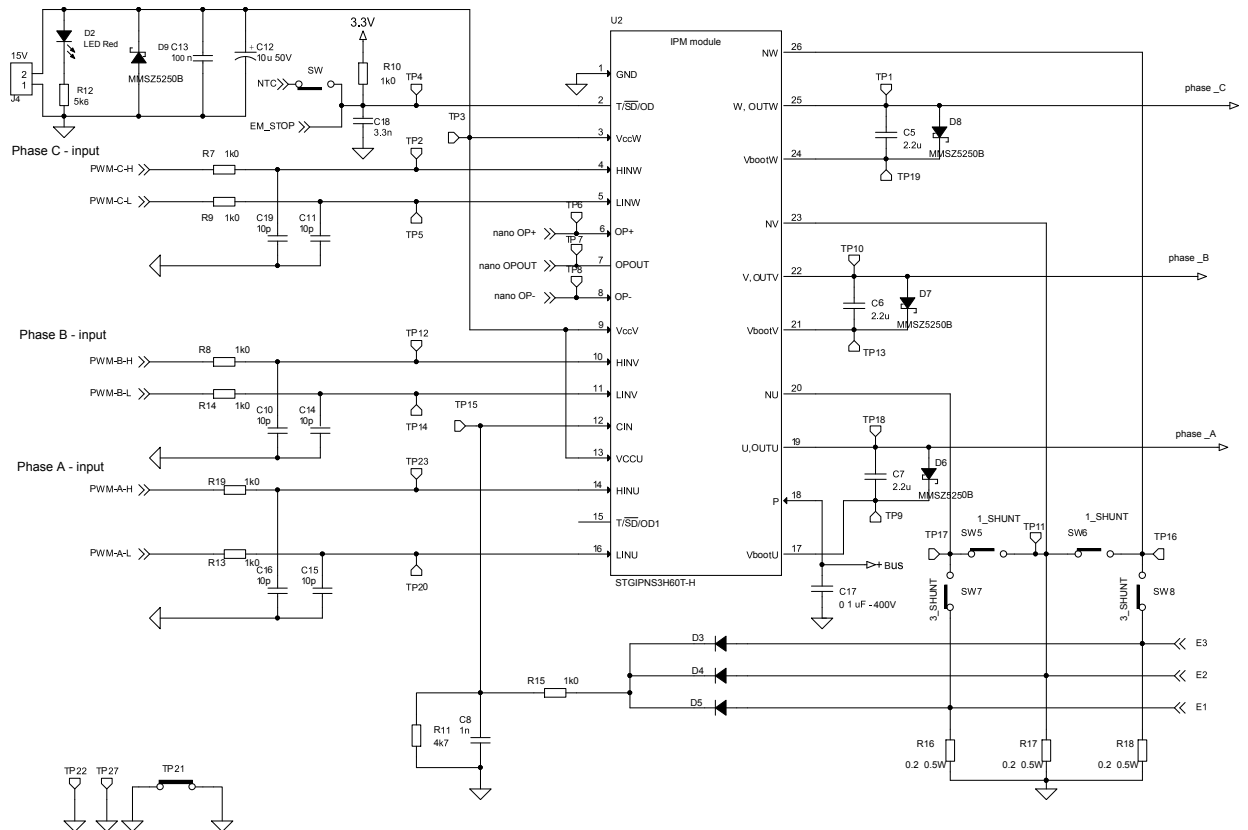 U2
IPM module
STGIPNS3H60T-H
15V
2
1
J4
D2
LED Red
R12
5k6
D9
MMSZ5250B
C13
100 n
+
C12
10u 50V
3.3V
R10
1k0
NTC
SW
TP4
EM_STOP
C18
3.3n
TP3
Phase C - input
PWM-C-H
R7 1k0
TP2
PWM-C-L
R9 1k0
C19
10p
C11
10p
TP5
TP6
nano OP+
TP7
nano OPOUT
TP8
nano OP-
Phase B - input
PWM-B-H
R8 1k0
TP12
PWM-B-L
R14 1k0
C10
10p
C14
10p
TP14
TP15
Phase A - input
PWM-A-H
R19 1k0
TP23
PWM-A-L
R13 1k0
C16
10p
C15
10p
TP20
1 GND
2 T/SD/OD
3 VccW
4 HINW
5 LINW
6 OP+
7 OPOUT
8 OP-
9 VccV
10 HINV
11 LINV
12 CIN
13 VCCU
14 HINU
15 T/SD/OD1
16 LINU
NW 26
W, OUTW 25
VbootW 24
NV 23
V, OUTV 22
VbootV 21
NU 20
U,OUTU 19
P 18
VbootU 17
TP1
phase _C
C5
2.2u
D8
MMSZ5250B
TP19
TP10
phase _B
C6
2.2u
D7
MMSZ5250B
TP13
TP18
phase _A
C7
2.2u
D6
MMSZ5250B
TP9
+ BUS
C17
0 1 uF - 400V
TP17
SW5
1_SHUNT
TP11
SW6
1_SHUNT
TP16
3_SHUNT
SW7
3_SHUNT
SW8
D3
E3
D4
E2
D5
E1
R15 1k0
R11
4k7
C8
1n
R16
0.2 0.5W
R17
0.2 0.5W
R18
0.2 0.5W
TP22
TP27
TP21